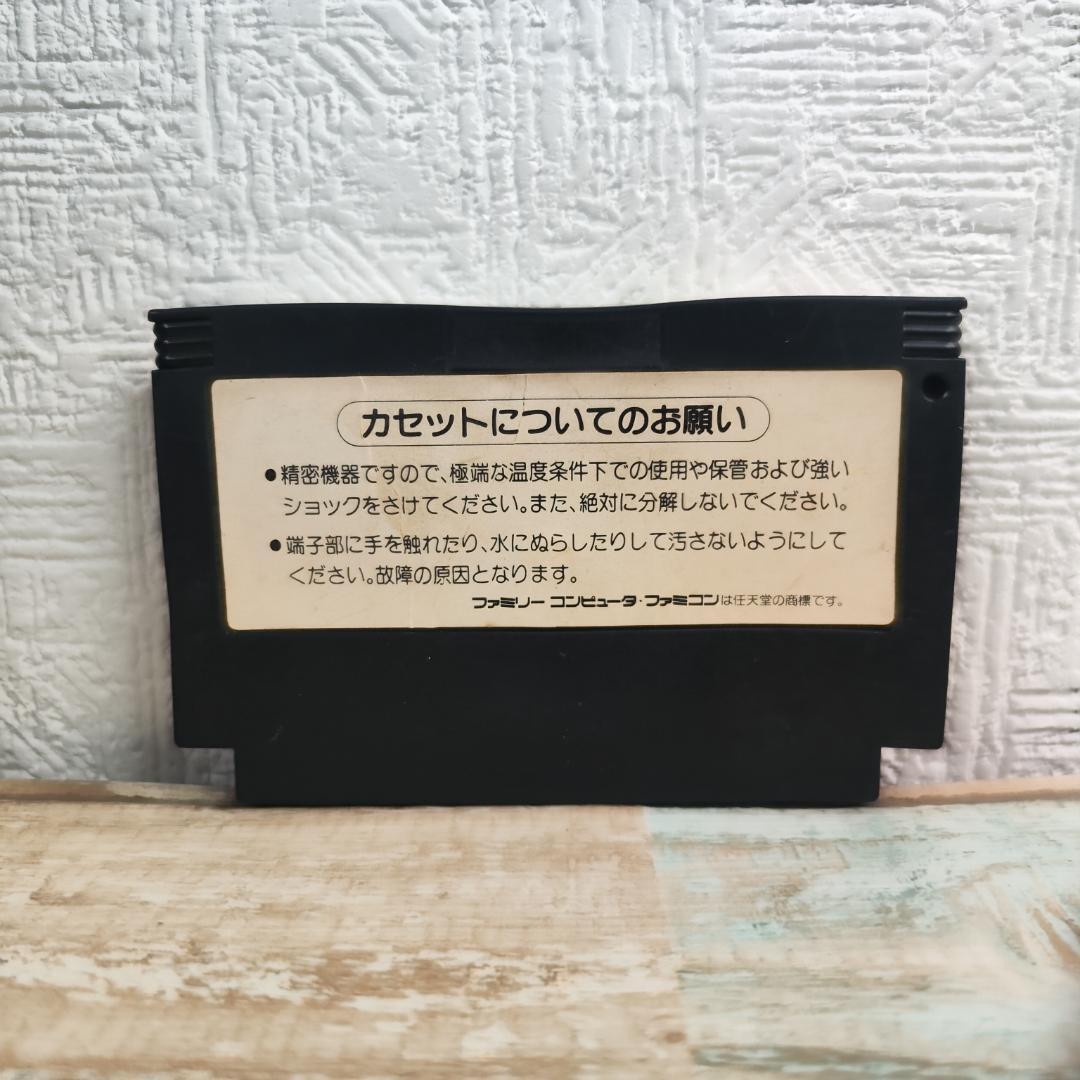 カセットについてのお願い
●精密機器ですので、極端な温度条件下での使用や保管および強い
ショックをさけてください。また、絶対に分解しないでください。
●端子部に手を触れたり、水にぬらしたりして汚さないようにして
ください。故障の原因となります。
ファミリー コンピュータ・ファミコンは任天堂の商標です。